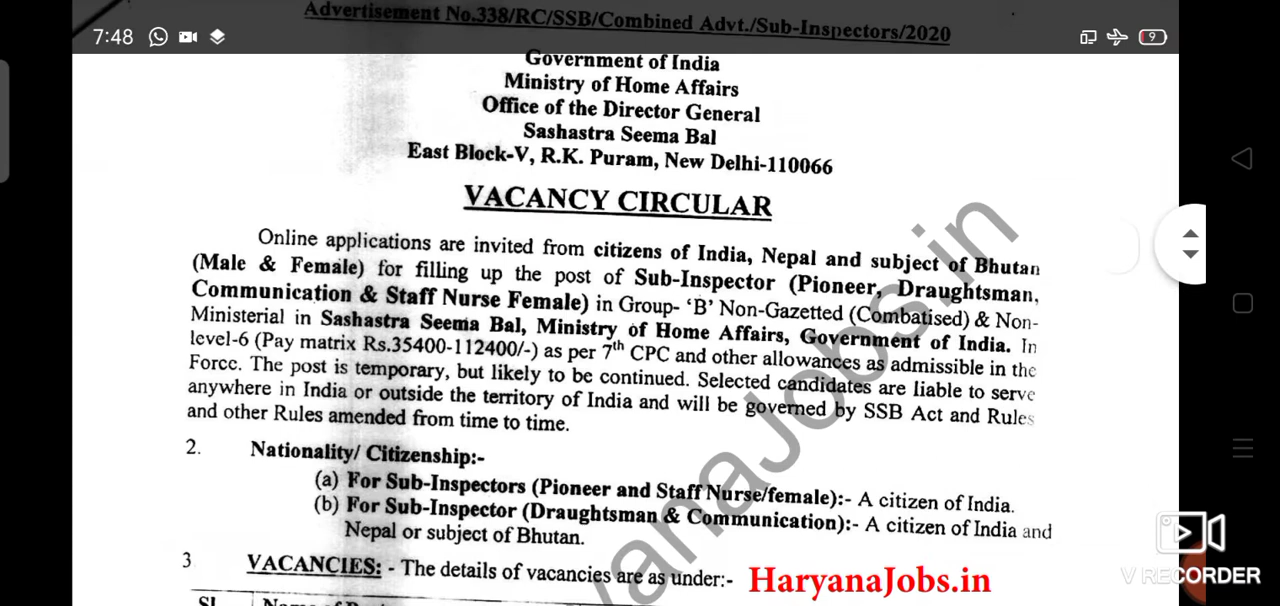 Advertisement No.338/RC/SSB/Combined Advt./Sub-Inspectors/2020
7:48
9
Government of India
Ministry of Home Affairs
Office of the Director General
Sashastra Seema Bal
East Block-V, R.K. Puram, New Delhi-110066
VACANCY CIRCULAR
Online applications are invited from citizens of India, Nepal and subject of Bhutan
(Male & Female) for filling up the post of Sub-Inspector (Pioneer, Draughtsman,
Communication & Staff Nurse Female) in Group- 'B' Non-Gazetted (Combatised) & Non-
Ministerial in Sashastra Seema Bal, Ministry of Home Affairs, Government of India. In
level-6 (Pay matrix Rs.35400-112400/-) as per 7th CPC and other allowances as admissible in the
Force. The post is temporary, but likely to be continued. Selected candidates are liable to serve
anywhere in India or outside the territory of India and will be governed by SSB Act and Rules
and other Rules amended from time to time.
2. Nationality/ Citizenship:-
(a) For Sub-Inspectors (Pioneer and Staff Nurse/female):- A citizen of India.
(b) For Sub-Inspector (Draughtsman & Communication):- A citizen of India and
Nepal or subject of Bhutan.
3 VACANCIES: - The details of vacancies are as under:- HaryanaJobs.in
vanaJobs.in
V RECORDER